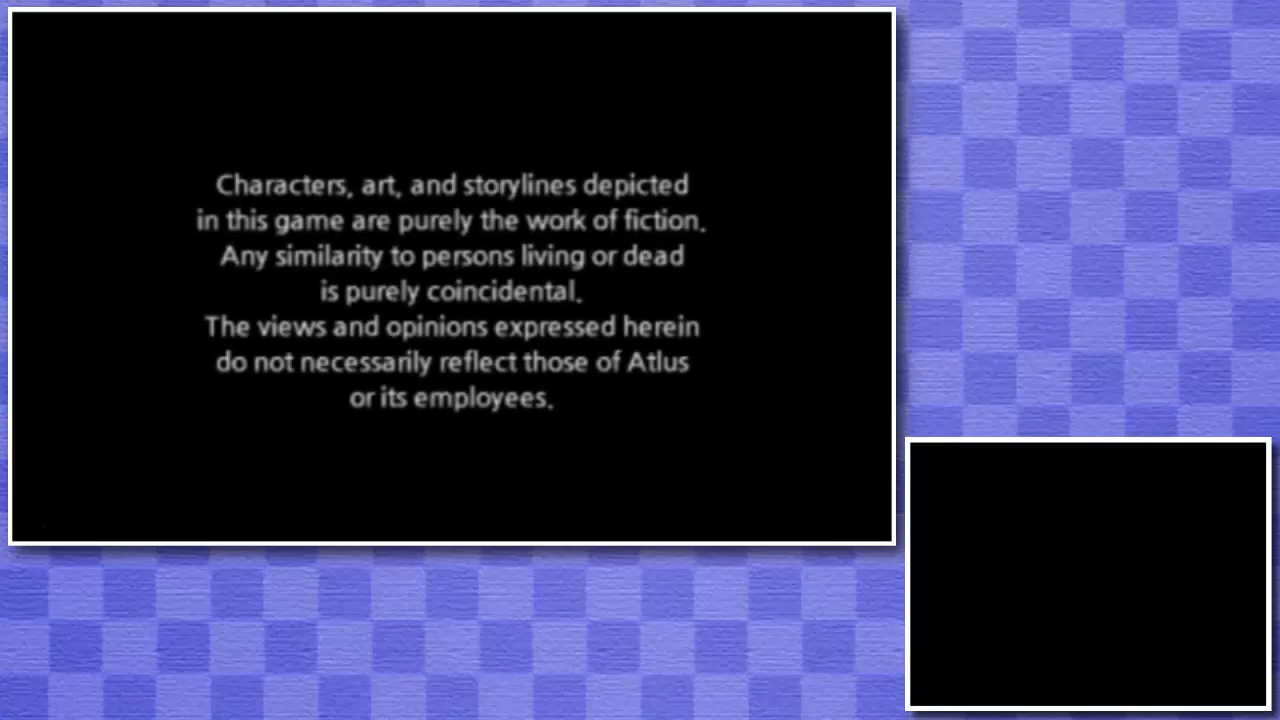 Characters, art, and storylines depicted
in this game are purely the work of fiction.
Any similarity to persons living or dead
is purely coincidental.
The views and opinions expressed herein
do not necessarily reflect those of Atlus
or its employees.